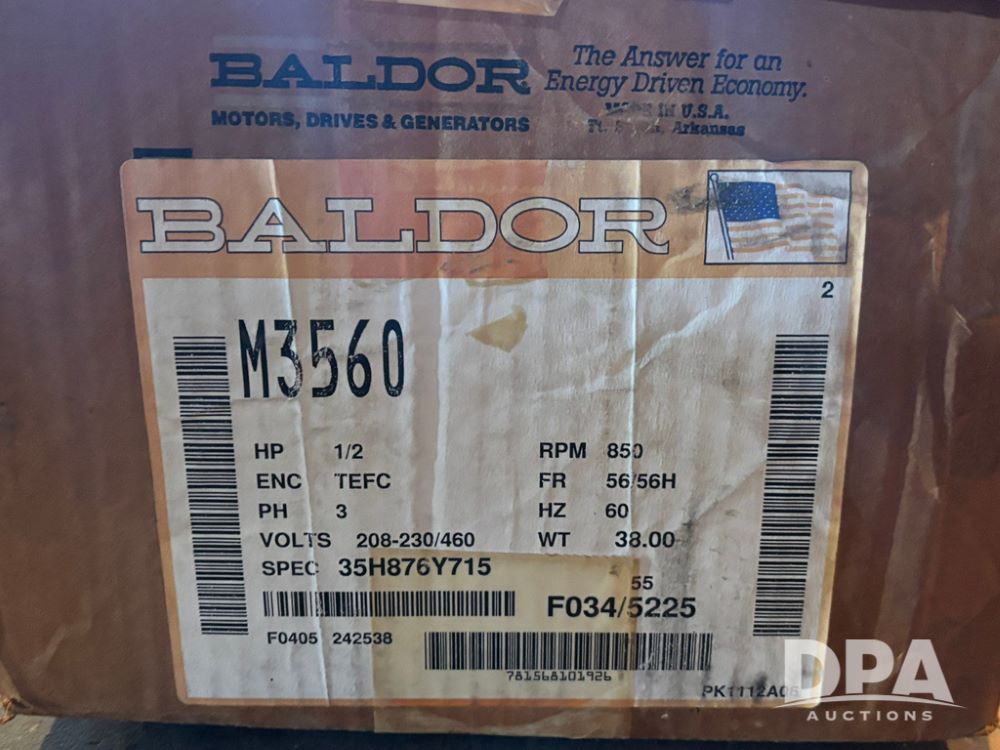 BALDOR
MOTORS, DRIVES & GENERATORS
The Answer for an
Energy Driven Economy.
IN U.S.A.
Ft. Arkansas
BALDOR
2
M3560
HP 1/2 RPM 850
ENC TEFC FR 56/56H
PH 3 HZ 60
VOLTS 208-230/460 WT 38.00
SPEC 35H876Y715
55
F034/5225
F0405 242538
781568101926
DPA
AUCTIONS